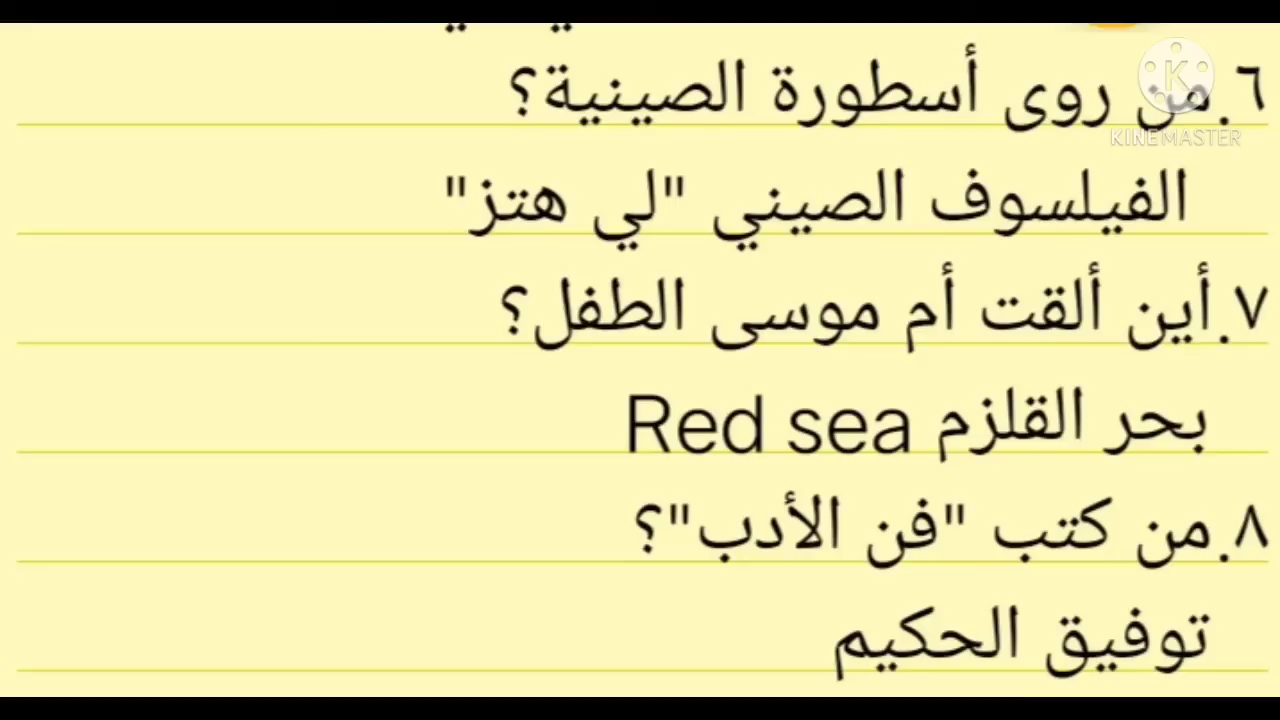 ٦.من روى أسطورة الصينية؟
KINEMASTER
الفيلسوف الصيني "لي هتز"
٧.أين ألقت أم موسى الطفل؟
بحر القلزم Red sea
٨.من كتب "فن الأدب"؟
توفيق الحكيم